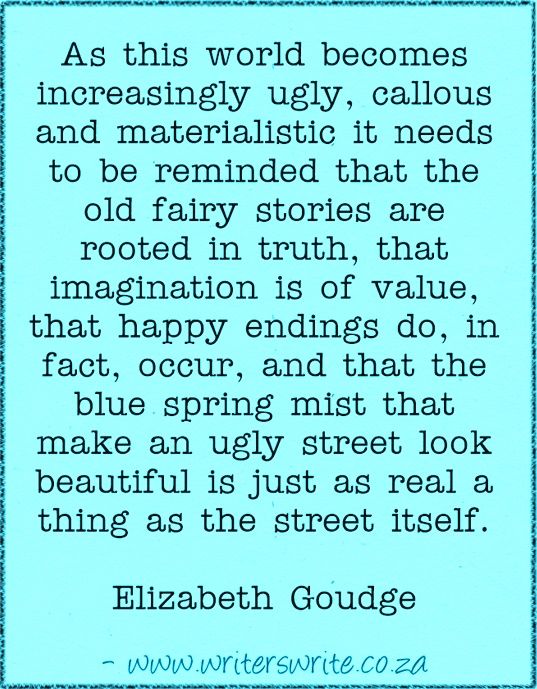 As this world becomes
increasingly ugly, callous
and materialistic it needs
to be reminded that the
old fairy stories are
rooted in truth, that
imagination is of value,
that happy endings do, in
fact, occur, and that the
blue spring mist that
make an ugly street look
beautiful is just as real a
thing as the street itself.
Elizabeth Goudge
- www.writerswrite.co.za